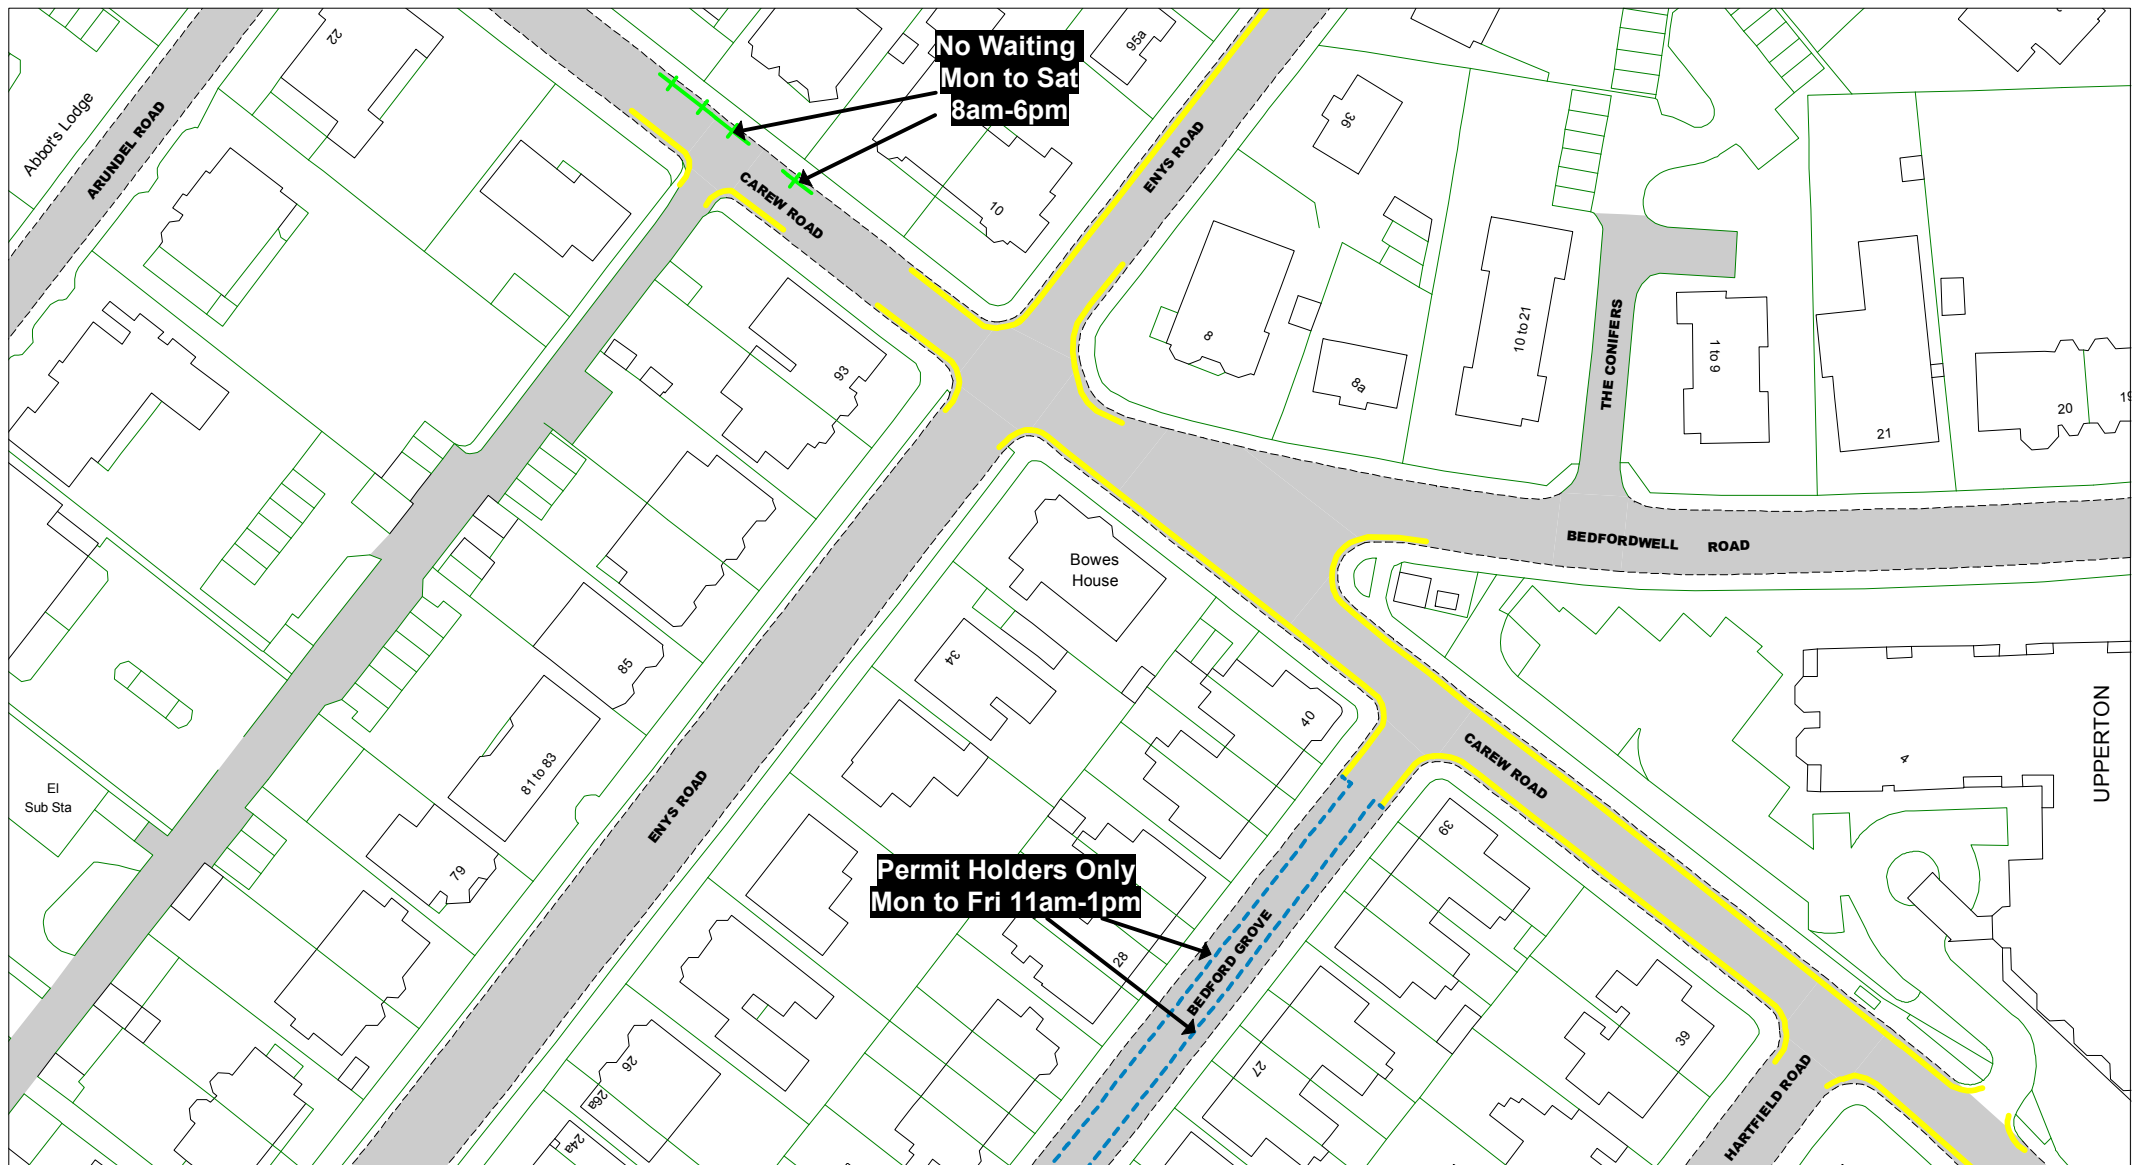 22
95a
No Waiting
Mon to Sat
8am-6pm
Abbot's Lodge
ARUNDEL ROAD
36
ENYS ROAD
CAREW ROAD
10
8
8a
10 to 21
THE CONIFERS
1 to 9
21
20
19
93
BEDFORDWELL ROAD
Bowes
House
34
40
85
81 to 83
79
El
Sub Sta
ENYS ROAD
CAREW ROAD
4
UPPERTON
39
Permit Holders Only
Mon to Fri 11am-1pm
28
BEDFORD GROVE
27
39
26
26a
24a
HARTFIELD ROAD